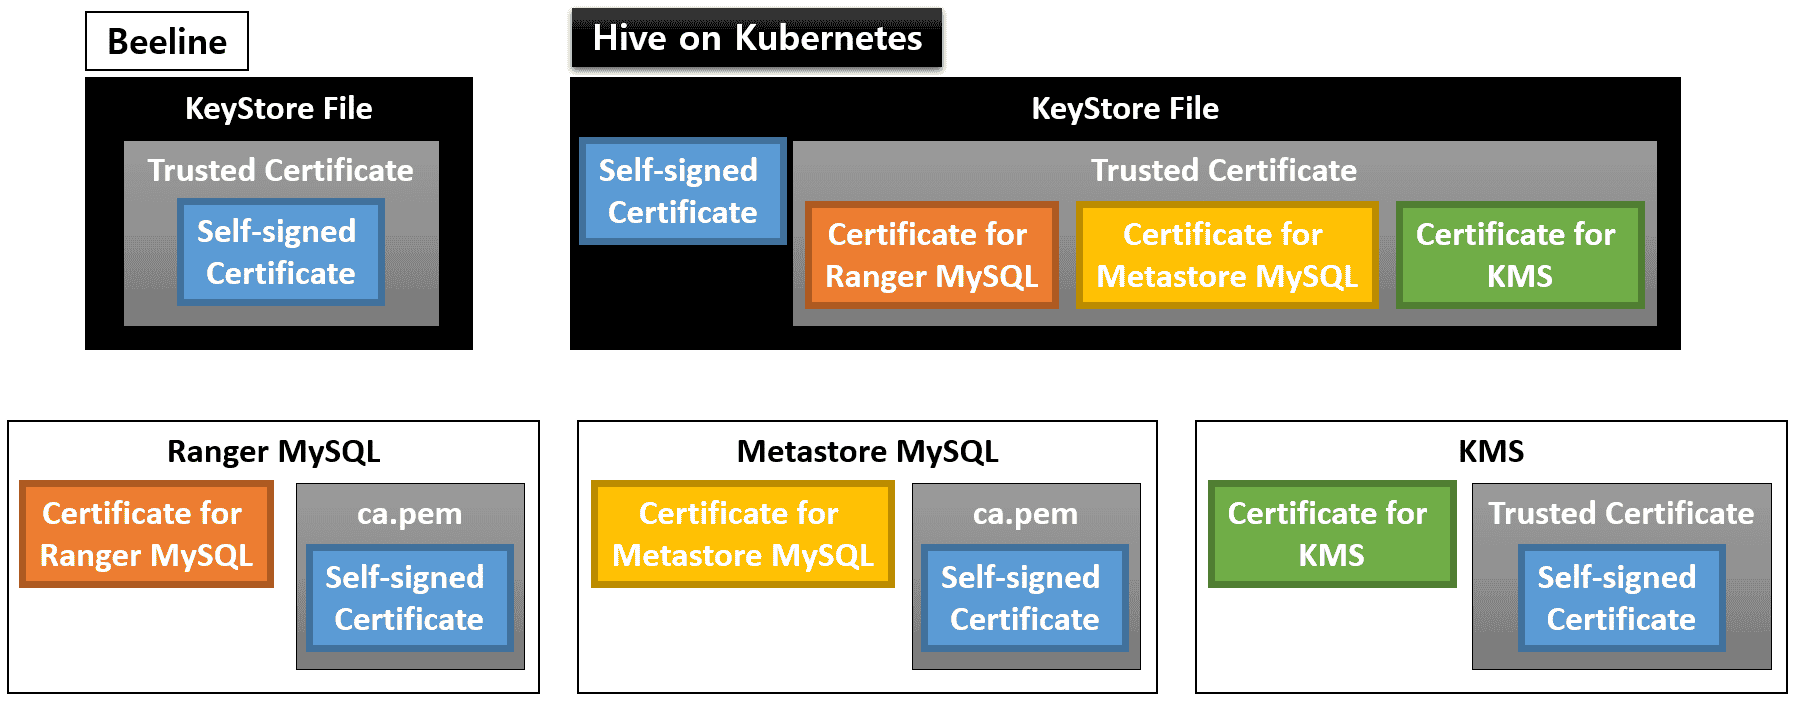 Beeline
KeyStore File
Trusted Certificate
Self-signed
Certificate
Hive on Kubernetes
KeyStore File
Self-signed
Certificate
Trusted Certificate
Certificate for
Ranger MySQL
Certificate for
Metastore MySQL
Certificate for
KMS
Ranger MySQL
Certificate for
Ranger MySQL
ca.pem
Self-signed
Certificate
Metastore MySQL
Certificate for
Metastore MySQL
ca.pem
Self-signed
Certificate
KMS
Certificate for
KMS
Trusted Certificate
Self-signed
Certificate